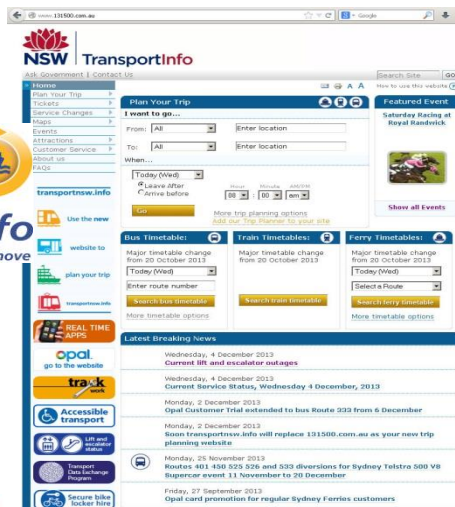 www.131500.com.au
Google
NSW TransportInfo
Ask Government | Contact Us
Search Site GO
Home
How to use this website
Plan Your Trip
Tickets
Service Changes
Maps
Events
Attractions
Customer Service
About us
FAQs
Plan Your Trip
I want to go...
From: All Enter location
To: All Enter location
When...
Today (Wed)
Leave After
Arrive before
Hour Minute AM/PM
08 : 00 am
Go
More trip planning options
Add our Trip Planner to your site
Featured Event
Saturday Racing at
Royal Randwick
Show all Events
fo
move
transportnsw.info
Use the new
website to
plan your trip
transportnsw.info
REAL TIME
APPS
opal.
go to the website
track
work
Accessible
transport
Lift and
escalator
status
Transport
Data Exchange
Program
Secure bike
locker hire
Bus Timetable:
Major timetable change
from 20 October 2013
Today (Wed)
Enter route number
Search bus timetable
More timetable options
Train Timetables:
Major timetable change
from 20 October 2013
Search train timetable
Ferry Timetables:
Major timetable change
from 20 October 2013
Today (Wed)
Select a Route
Search ferry timetable
More timetable options
Latest Breaking News
Wednesday, 4 December 2013
Current lift and escalator outages
Wednesday, 4 December 2013
Current Service Status, Wednesday 4 December, 2013
Monday, 2 December 2013
Opal Customer Trial extended to bus Route 333 from 6 December
Monday, 2 December 2013
Soon transportnsw.info will replace 131500.com.au as your new trip
planning website
Monday, 25 November 2013
Routes 401 450 525 526 and 533 diversions for Sydney Telstra 500 V8
Supercar event 11 November to 20 December
Friday, 27 September 2013
Opal card promotion for regular Sydney Ferries customers